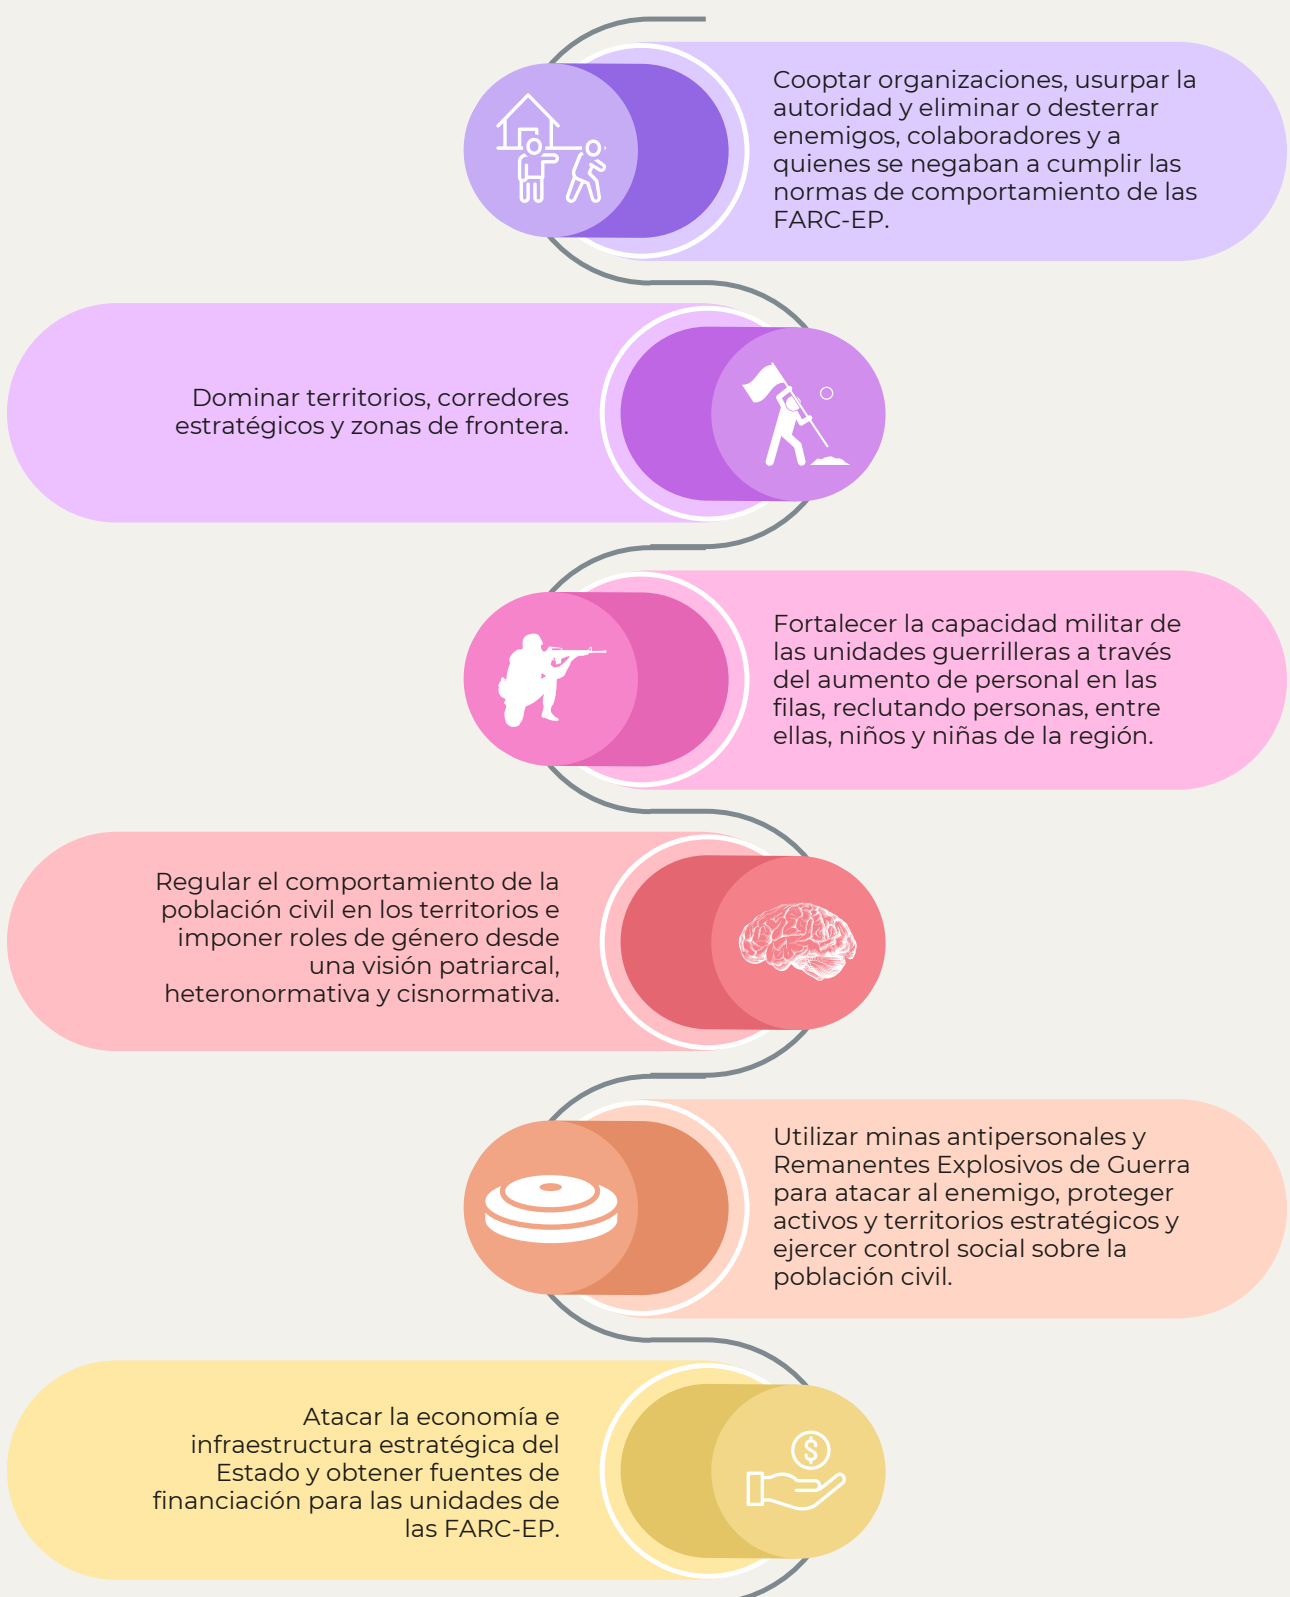 Cooptar organizaciones, usurpar la
autoridad y eliminar o desterrar
enemigos, colaboradores y a
quienes se negaban a cumplir las
normas de comportamiento de las
FARC-EP.
Dominar territorios, corredores
estratégicos y zonas de frontera.
Fortalecer la capacidad militar de
las unidades guerrilleras a través
del aumento de personal en las
filas, reclutando personas, entre
ellas, niños y niñas de la región.
Regular el comportamiento de la
población civil en los territorios e
imponer roles de género desde
una visión patriarcal,
heteronormativa y cisnormativa.
Utilizar minas antipersonales y
Remanentes Explosivos de Guerra
para atacar al enemigo, proteger
activos y territorios estratégicos y
ejercer control social sobre la
población civil.
Atacar la economía e
infraestructura estratégica del
Estado y obtener fuentes de
financiación para las unidades de
las FARC-EP.
$